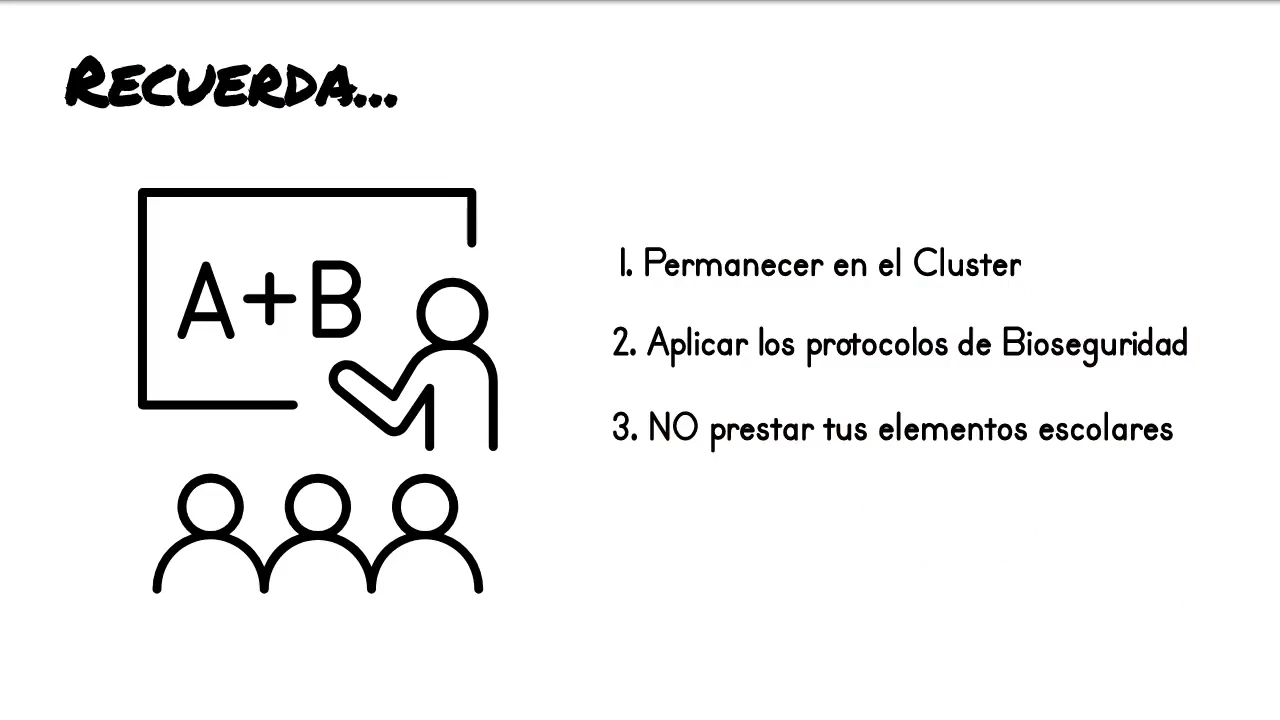 RECUERDA...
A+B
1. Permanecer en el Cluster
2. Aplicar los protocolos de Bioseguridad
3. NO prestar tus elementos escolares